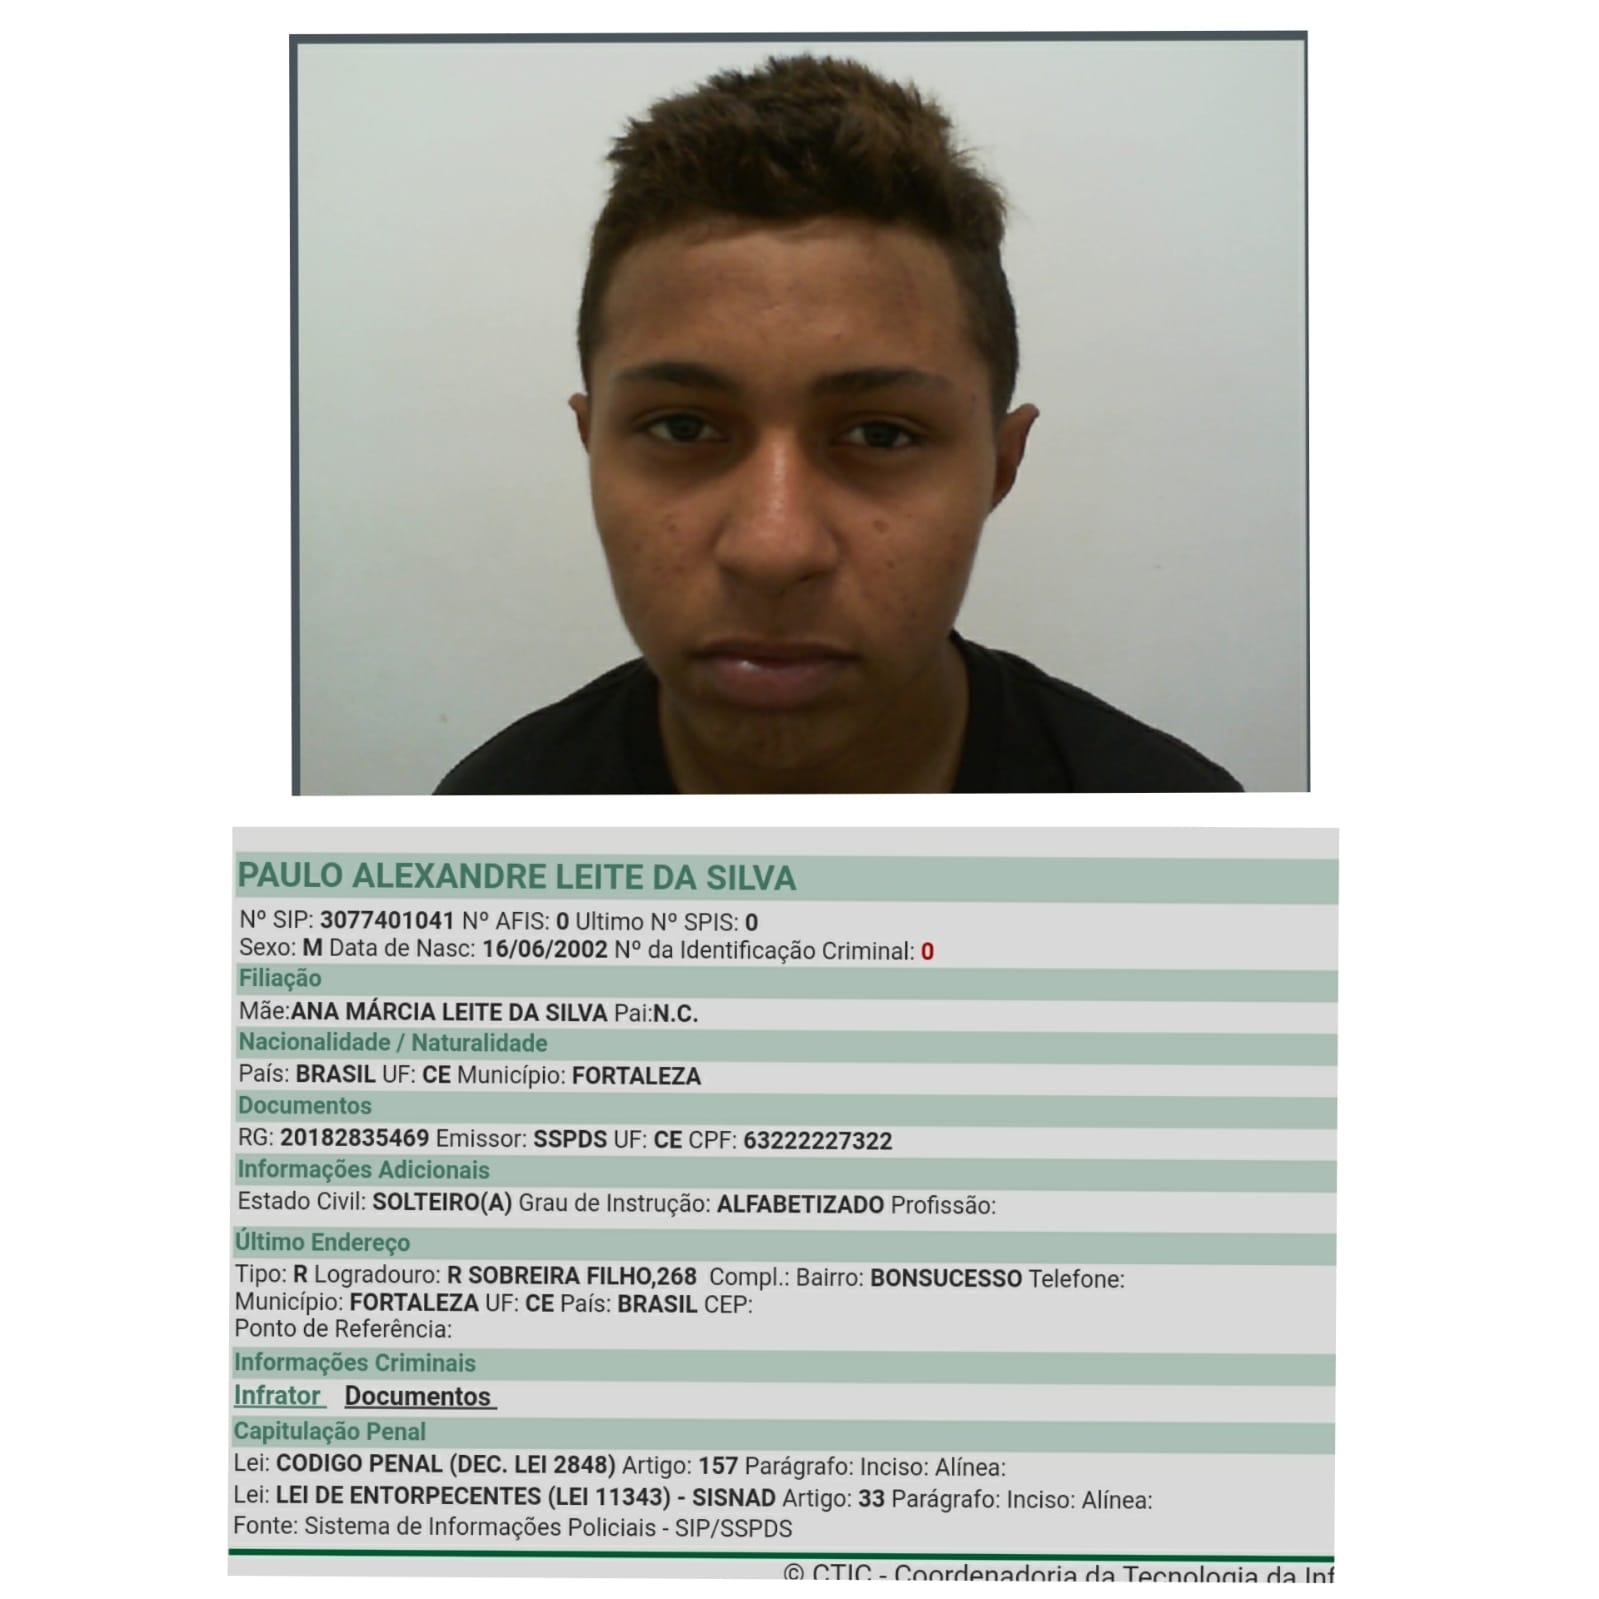 PAULO ALEXANDRE LEITE DA SILVA
Nº SIP: 3077401041 Nº AFIS: 0 Ultimo Nº SPIS: 0
Sexo: M Data de Nasc: 16/06/2002 Nº da Identificação Criminal: 0
Filiação
Mãe:ANA MÁRCIA LEITE DA SILVA Pai:N.C.
Nacionalidade / Naturalidade
País: BRASIL UF: CE Município: FORTALEZA
Documentos
RG: 20182835469 Emissor: SSPDS UF: CE CPF: 63222227322
Informações Adicionais
Estado Civil: SOLTEIRO(A) Grau de Instrução: ALFABETIZADO Profissão:
Último Endereço
Tipo: R Logradouro: R SOBREIRA FILHO,268 Compl.: Bairro: BONSUCESSO Telefone:
Município: FORTALEZA UF: CE País: BRASIL CEP:
Ponto de Referência:
Informações Criminais
Infrator Documentos
Capitulação Penal
Lei: CODIGO PENAL (DEC. LEI 2848) Artigo: 157 Parágrafo: Inciso: Alínea:
Lei: LEI DE ENTORPECENTES (LEI 11343) - SISNAD Artigo: 33 Parágrafo: Inciso: Alínea:
Fonte: Sistema de Informações Policiais - SIP/SSPDS
© CTIC - Coordenadoria da Tecnologia da Inf